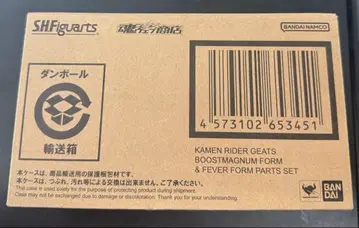 S.H.Figuarts
魂ウェブ商店
BANDAI NAMCO
ダンボール
輸送箱
4 573102 653451
KAMEN RIDER GEATS
BOOSTMAGNUM FORM
& FEVER FORM PARTS SET
本ケースは、商品輸送用の保護梱包材です。
本ケースは、つぶれ、汚れ等による交換は出来ませんので、ご了承ください。
This case is used solely for the purpose of protecting product during shipment.
Case may not be exchanged due to damage or discoloration. Thank you for your understanding.
BAN
DAI